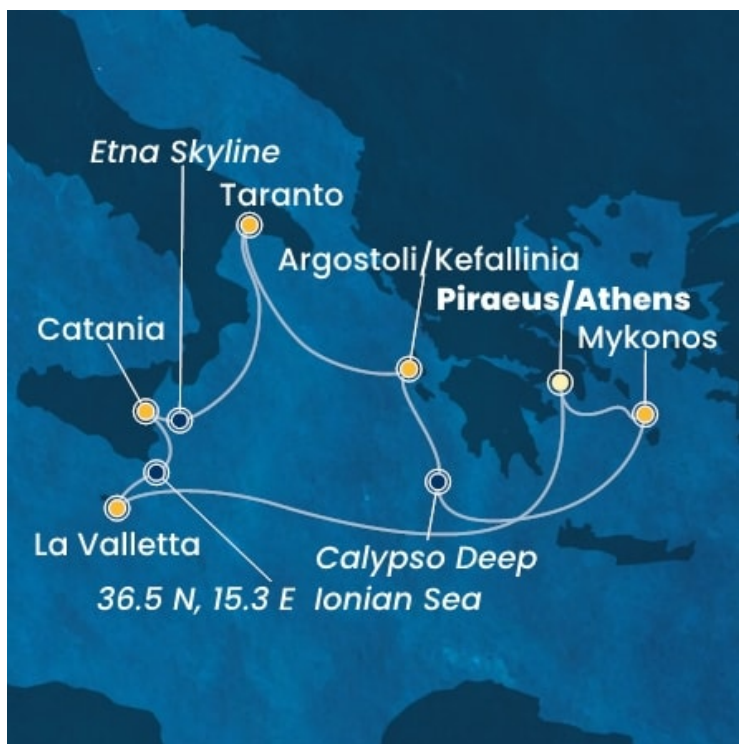 Etna Skyline
Taranto
Argostoli/Kefallinia
Piraeus/Athens
Catania
Mykonos
La Valletta
Calypso Deep
36.5 N, 15.3 E Ionian Sea